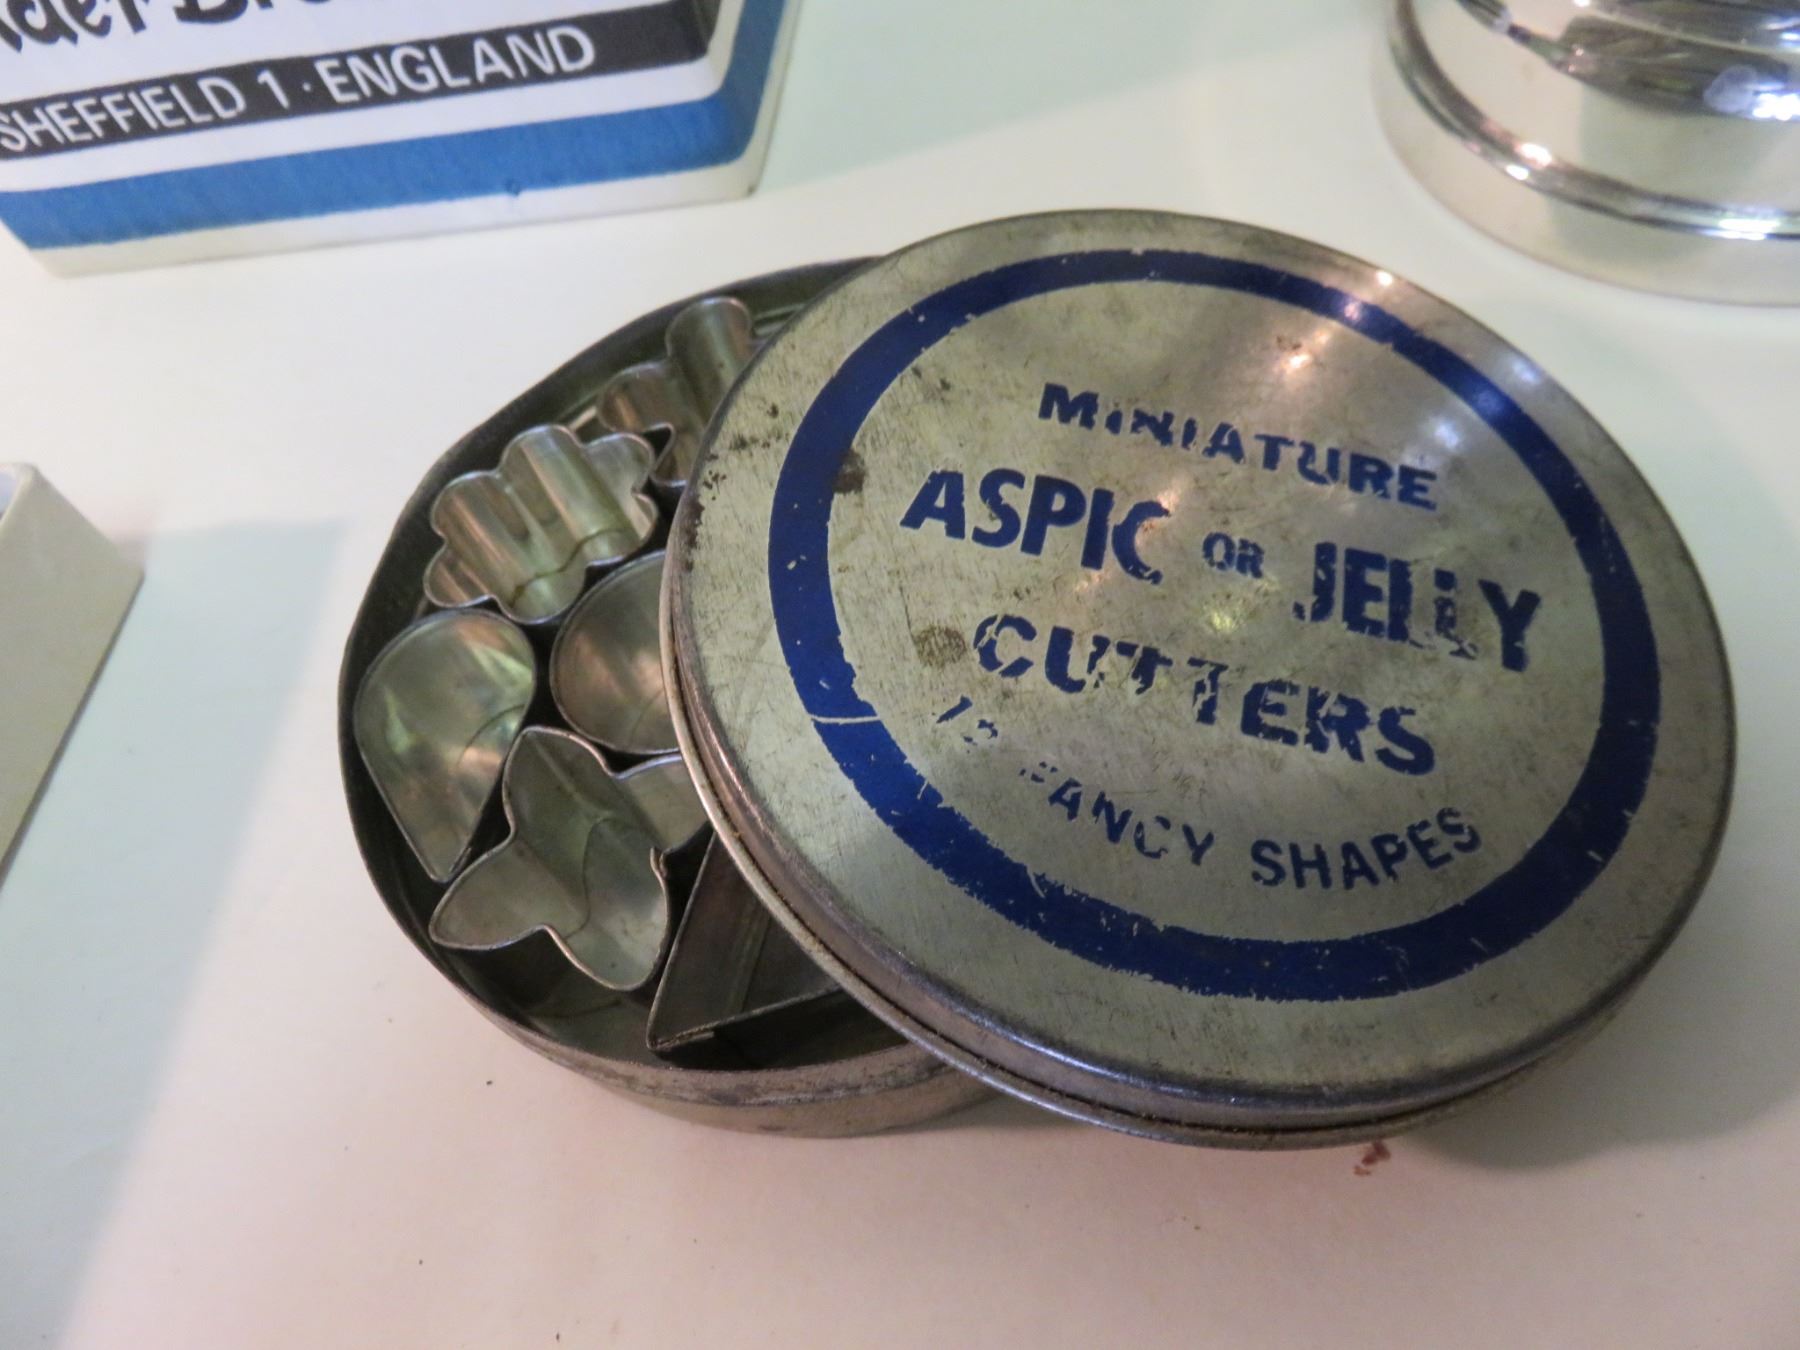 SHEFFIELD 1 · ENGLAND
MINIATURE
ASPIC OR JELLY
CUTTERS
FANCY SHAPES